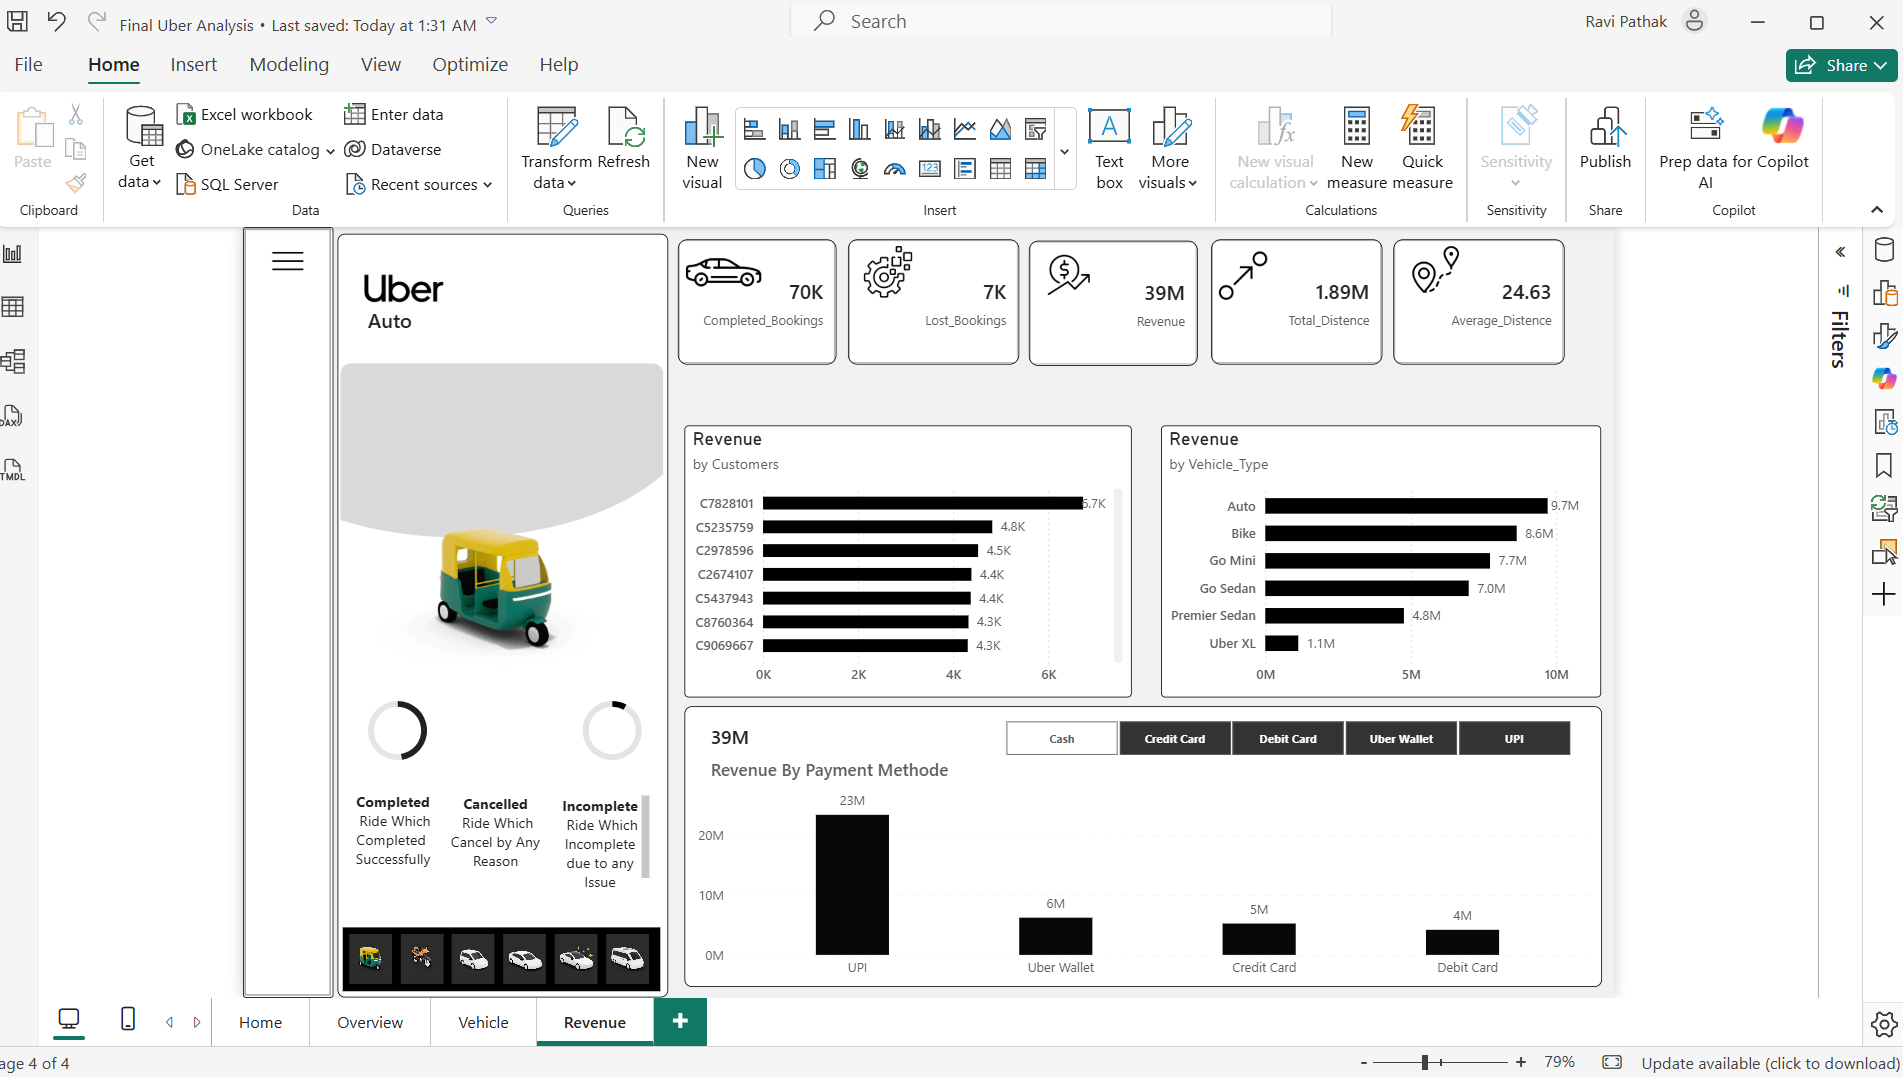 Final Uber Analysis • Last saved: Today at 1:31 AM
Search
Ravi Pathak
File
Home
Insert
Modeling
View
Optimize
Help
Share
Paste
Clipboard
Get data
Excel workbook
OneLake catalog
SQL Server
Enter data
Dataverse
Recent sources
Data
Transform data
Refresh
Queries
New visual
Text box
More visuals
Insert
New visual calculation
New measure
Quick measure
Calculations
Sensitivity
Sensitivity
Publish
Share
Prep data for AI
Copilot
Copilot
DAX
TMDL
Filters
Uber
Auto
70K
Completed_Bookings
7K
Lost_Bookings
39M
Revenue
1.89M
Total_Distence
24.63
Average_Distence
Revenue
by Customers
C7828101 6.7K
C5235759 4.8K
C2978596 4.5K
C2674107 4.4K
C5437943 4.4K
C8760364 4.3K
C9069667 4.3K
0K 2K 4K 6K
Revenue
by Vehicle_Type
Auto 9.7M
Bike 8.6M
Go Mini 7.7M
Go Sedan 7.0M
Premier Sedan 4.8M
Uber XL 1.1M
0M 5M 10M
Completed
Ride Which
Completed
Successfully
Cancelled
Ride Which
Cancel by Any
Reason
Incomplete
Ride Which
Incomplete
due to any
Issue
39M
Revenue By Payment Methode
Cash
Credit Card
Debit Card
Uber Wallet
UPI
20M
10M
0M
23M
6M
5M
4M
UPI
Uber Wallet
Credit Card
Debit Card
Home
Overview
Vehicle
Revenue
age 4 of 4
- + 79%
Update available (click to download)